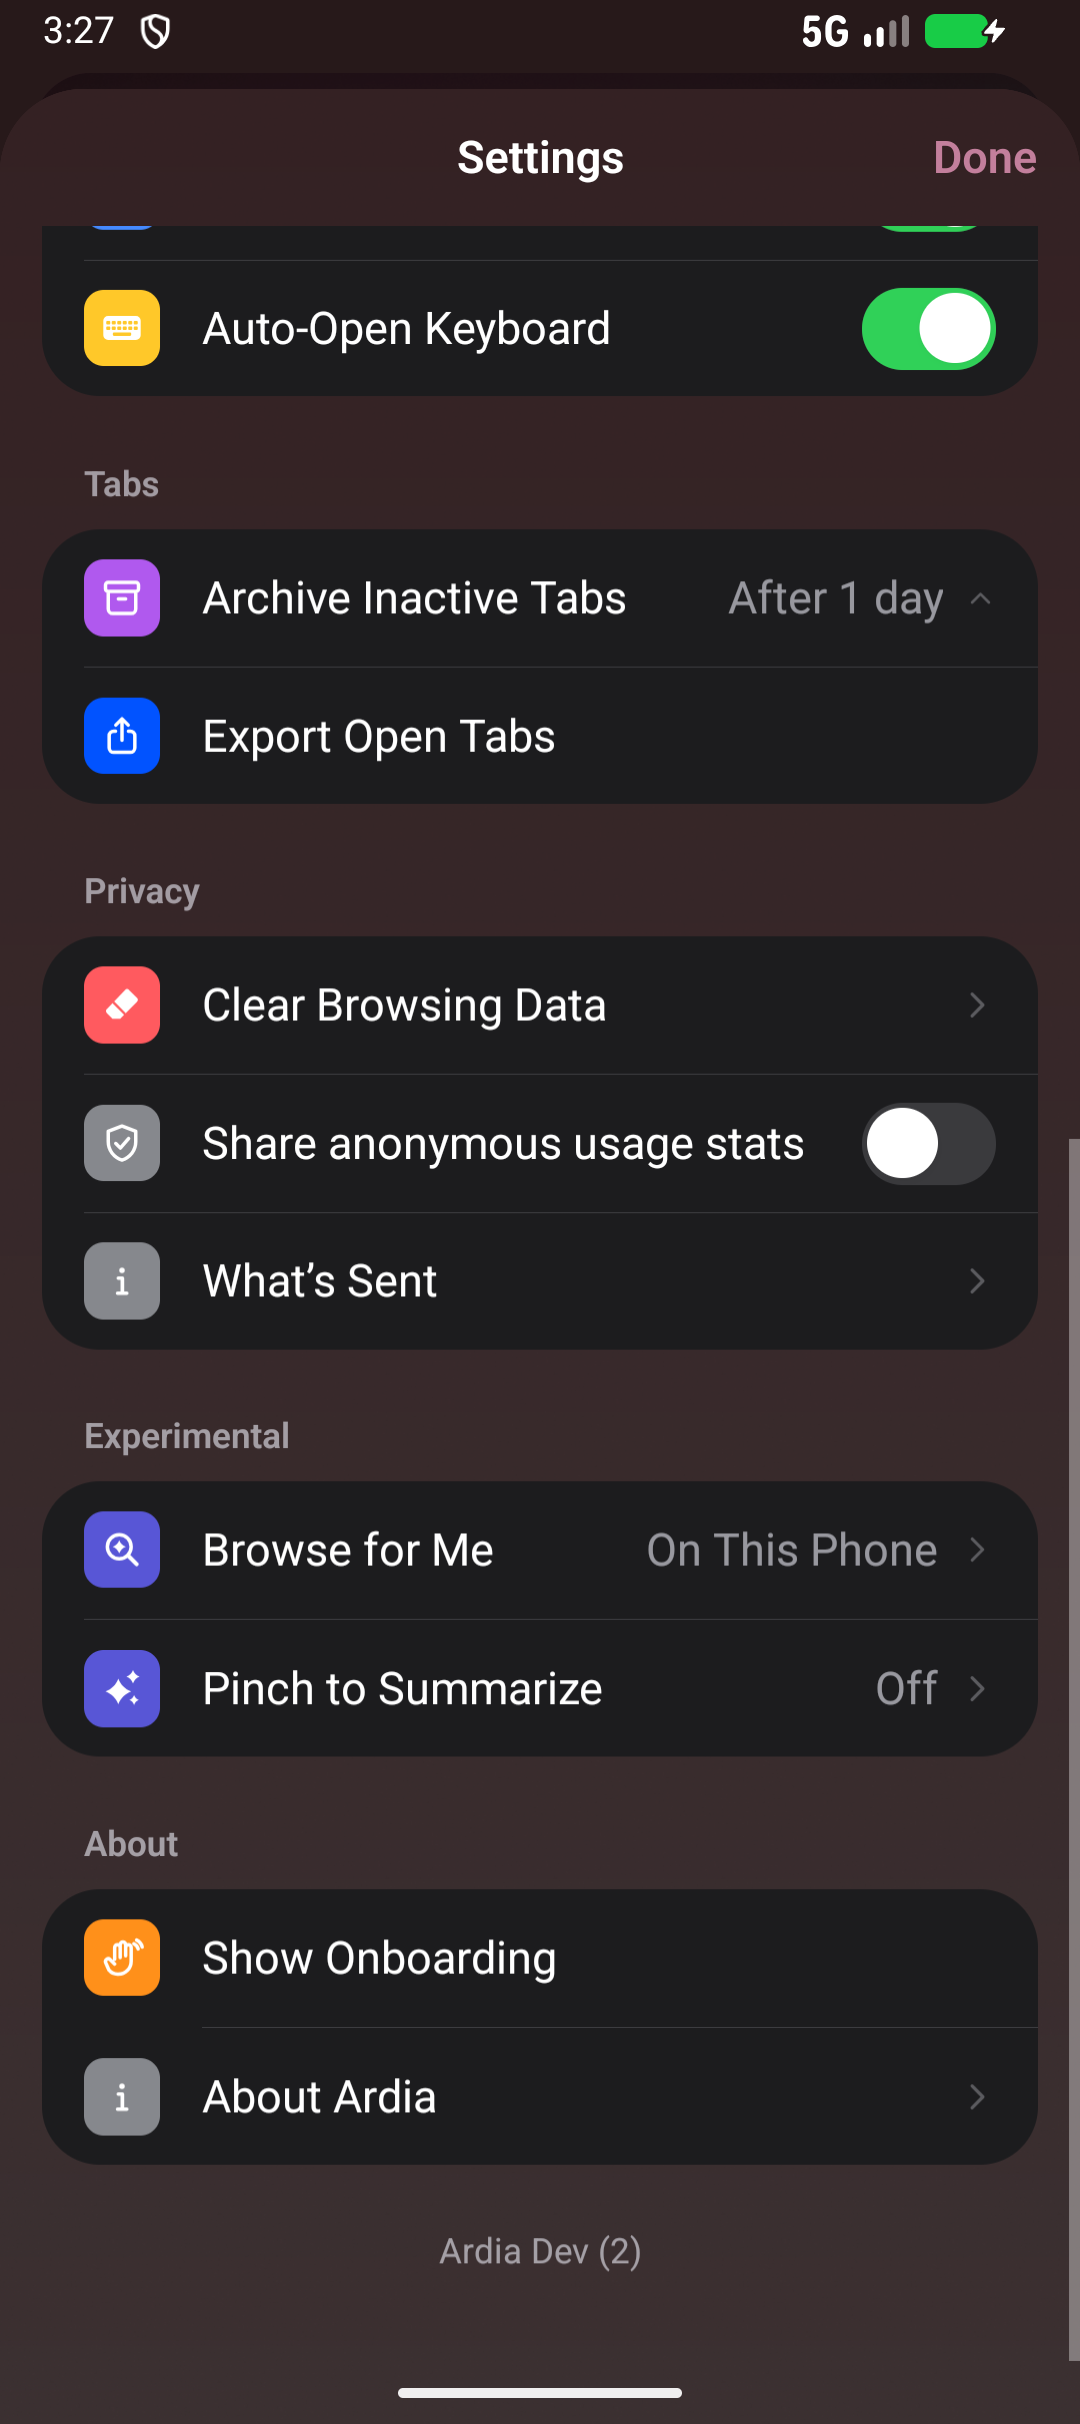 3:27
5G
Settings
Done
Auto-Open Keyboard
Tabs
Archive Inactive Tabs After 1 day
Export Open Tabs
Privacy
Clear Browsing Data
Share anonymous usage stats
What’s Sent
Experimental
Browse for Me On This Phone
Pinch to Summarize Off
About
Show Onboarding
About Ardia
Ardia Dev (2)